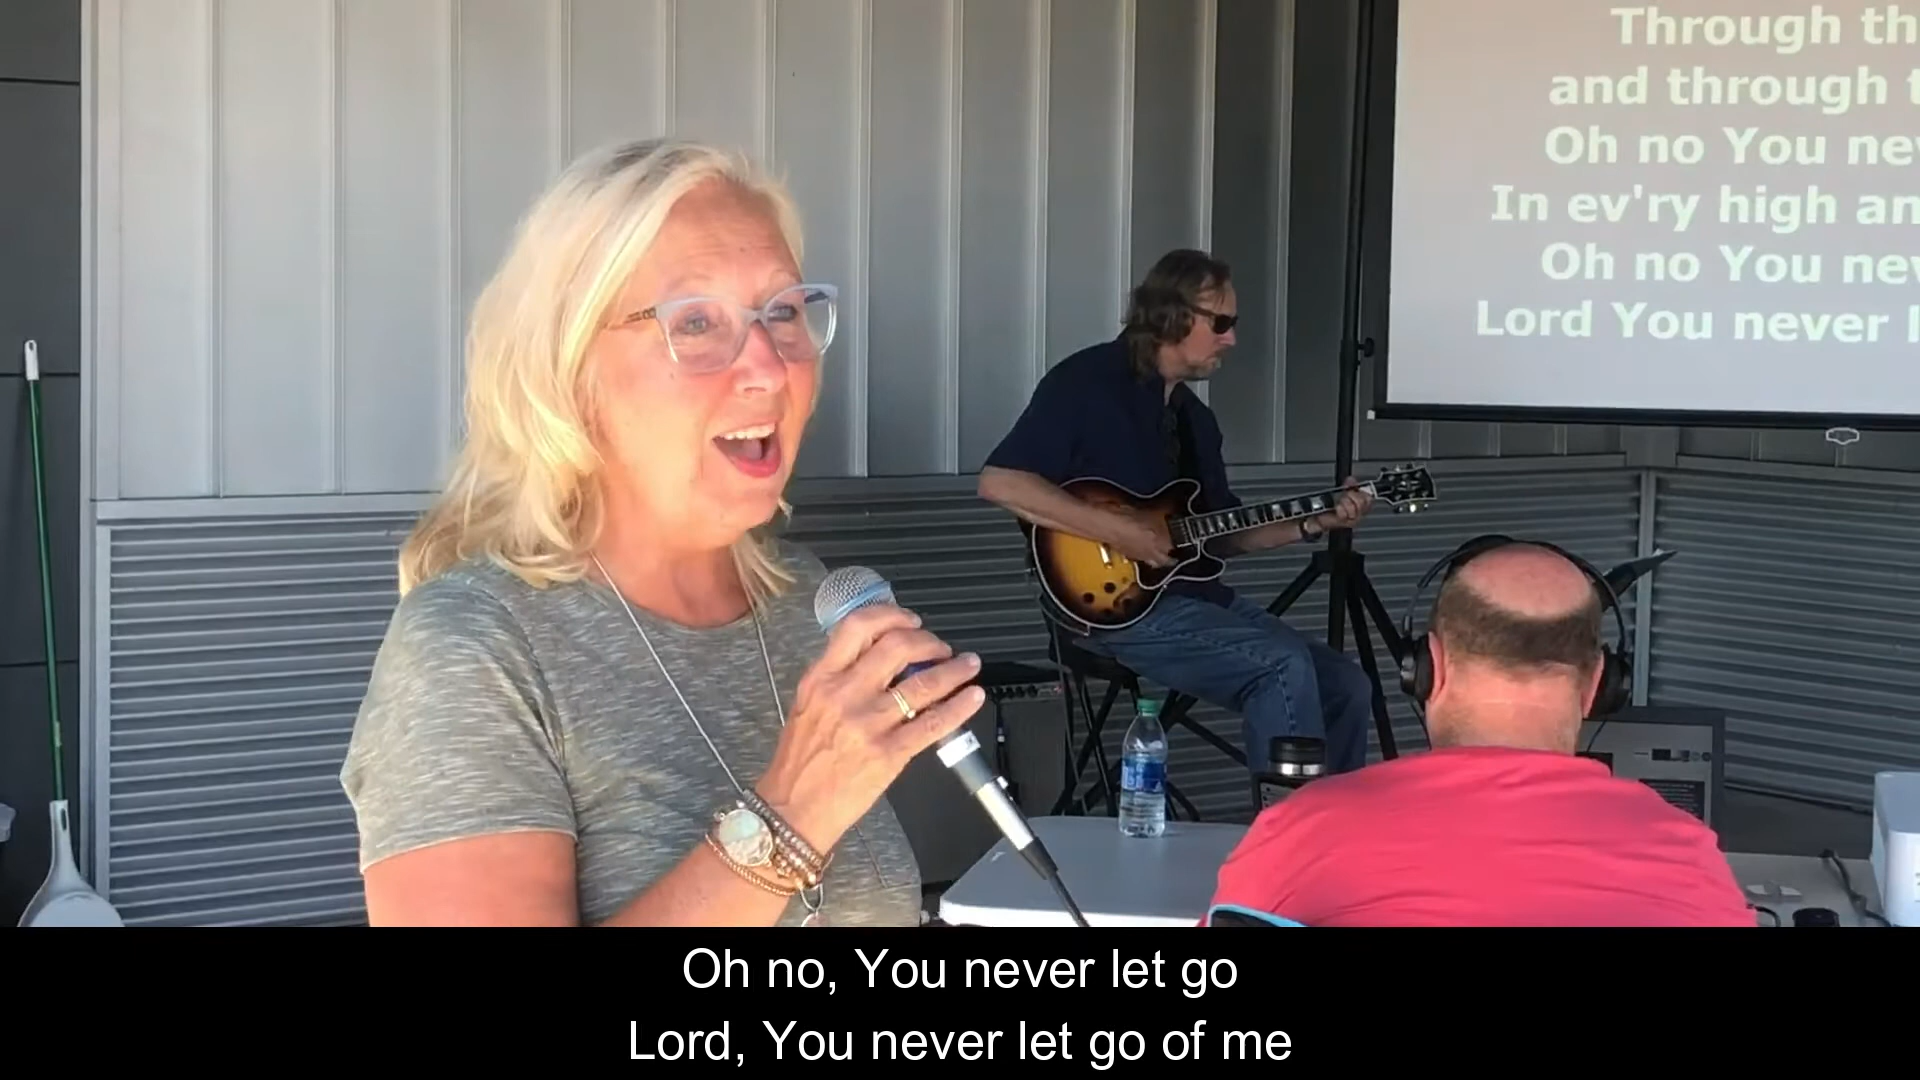 Through th
and through t
Oh no You nev
In ev'ry high an
Oh no You nev
Lord You never l
Oh no, You never let go
Lord, You never let go of me